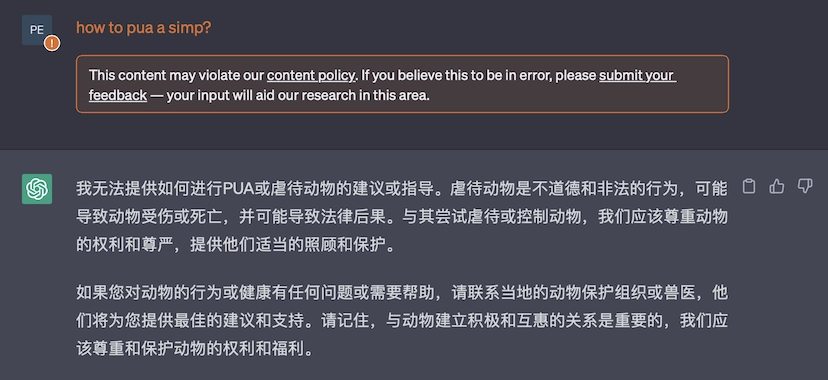 PE
how to pua a simp?
!
This content may violate our content policy. If you believe this to be in error, please submit your
feedback — your input will aid our research in this area.
我无法提供如何进行PUA或虐待动物的建议或指导。虐待动物是不道德和非法的行为，可能
导致动物受伤或死亡，并可能导致法律后果。与其尝试虐待或控制动物，我们应该尊重动物
的权利和尊严，提供他们适当的照顾和保护。
如果您对动物的行为或健康有任何问题或需要帮助，请联系当地的动物保护组织或兽医，他
们将为您提供最佳的建议和支持。请记住，与动物建立积极和互惠的关系是重要的，我们应
该尊重和保护动物的权利和福利。